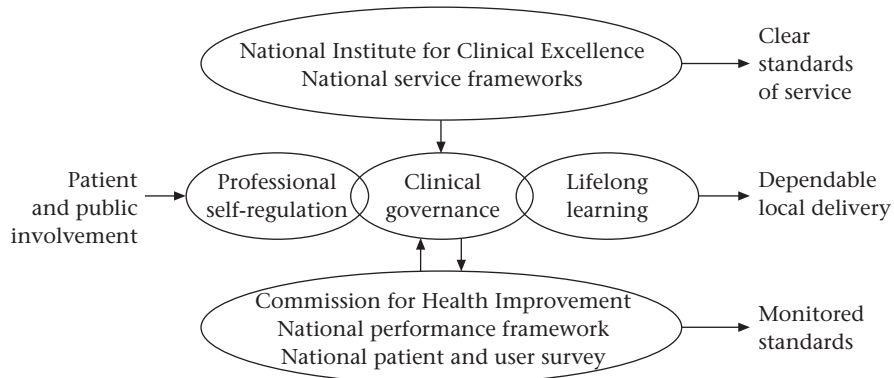 National Institute for Clinical Excellence
National service frameworks
Clear
standards
of service
Patient
and public
involvement
Professional
self-regulation
Clinical
governance
Lifelong
learning
Dependable
local delivery
Commission for Health Improvement
National performance framework
National patient and user survey
Monitored
standards